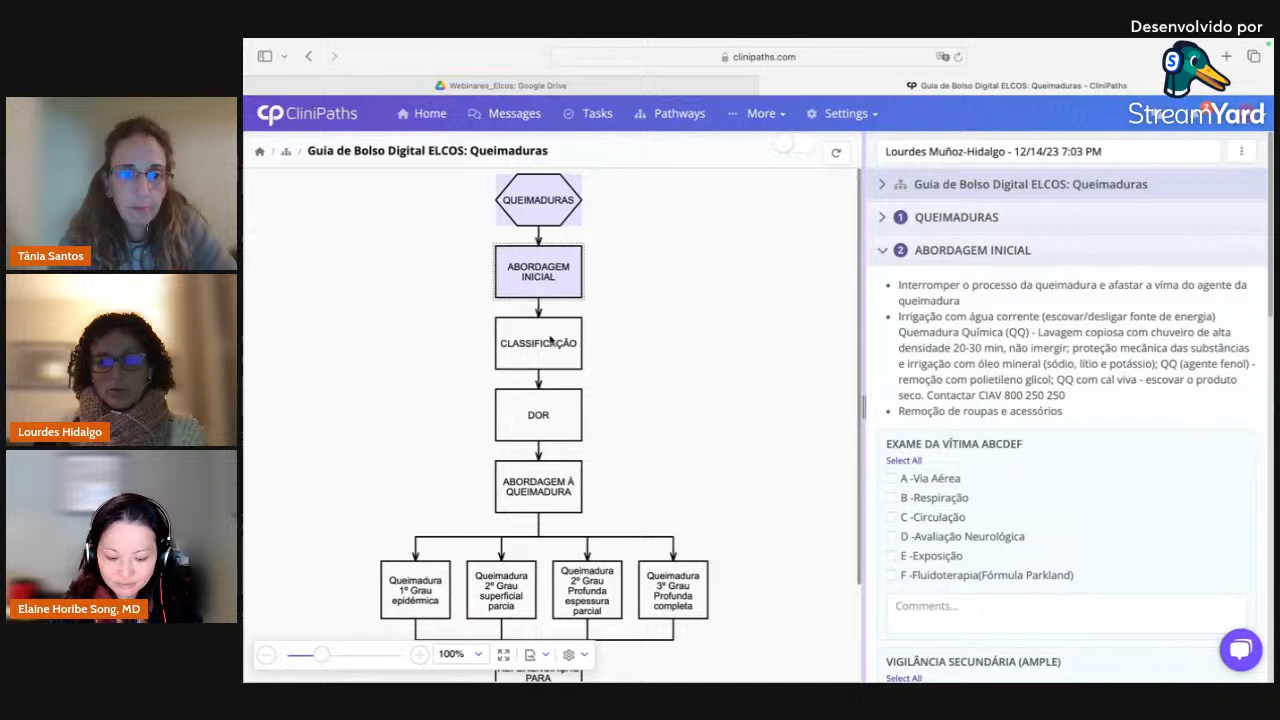 Desenvolvido por
StreamYard
clinipaths.com
Webinares_Elcos: Google Drive
Guia de Bolso Digital ELCOS: Queimaduras – CliniPaths
CliniPaths
Home
Messages
Tasks
Pathways
More
Settings
Guia de Bolso Digital ELCOS: Queimaduras
QUEIMADURAS
ABORDAGEM
INICIAL
CLASSIFICAÇÃO
DOR
ABORDAGEM À
QUEIMADURA
Queimadura
1º Grau
epidérmica
Queimadura
2º Grau
superficial
parcia
Queimadura
2º Grau
Profunda
espessura
parcial
Queimadura
3º Grau
Profunda
completa
100%
PARA
Lourdes Muñoz-Hidalgo - 12/14/23 7:03 PM
Guia de Bolso Digital ELCOS: Queimaduras
1 QUEIMADURAS
2 ABORDAGEM INICIAL
Interromper o processo da queimadura e afastar a víma do agente da
queimadura
Irrigação com água corrente (escovar/desligar fonte de energia)
Quemadura Química (QQ) - Lavagem copiosa com chuveiro de alta
densidade 20-30 min, não imergir; proteção mecânica das substâncias
e irrigação com óleo mineral (sódio, lítio e potássio); QQ (agente fenol) -
remoção com polietileno glicol; QQ com cal viva - escovar o produto
seco. Contactar CIAV 800 250 250
Remoção de roupas e acessórios
EXAME DA VÍTIMA ABCDEF
Select All
A -Via Aérea
B -Respiração
C -Circulação
D -Avaliação Neurológica
E -Exposição
F -Fluidoterapia(Fórmula Parkland)
Comments...
VIGILÂNCIA SECUNDÁRIA (AMPLE)
Select All
Tânia Santos
Lourdes Hidalgo
Elaine Horibe Song, MD